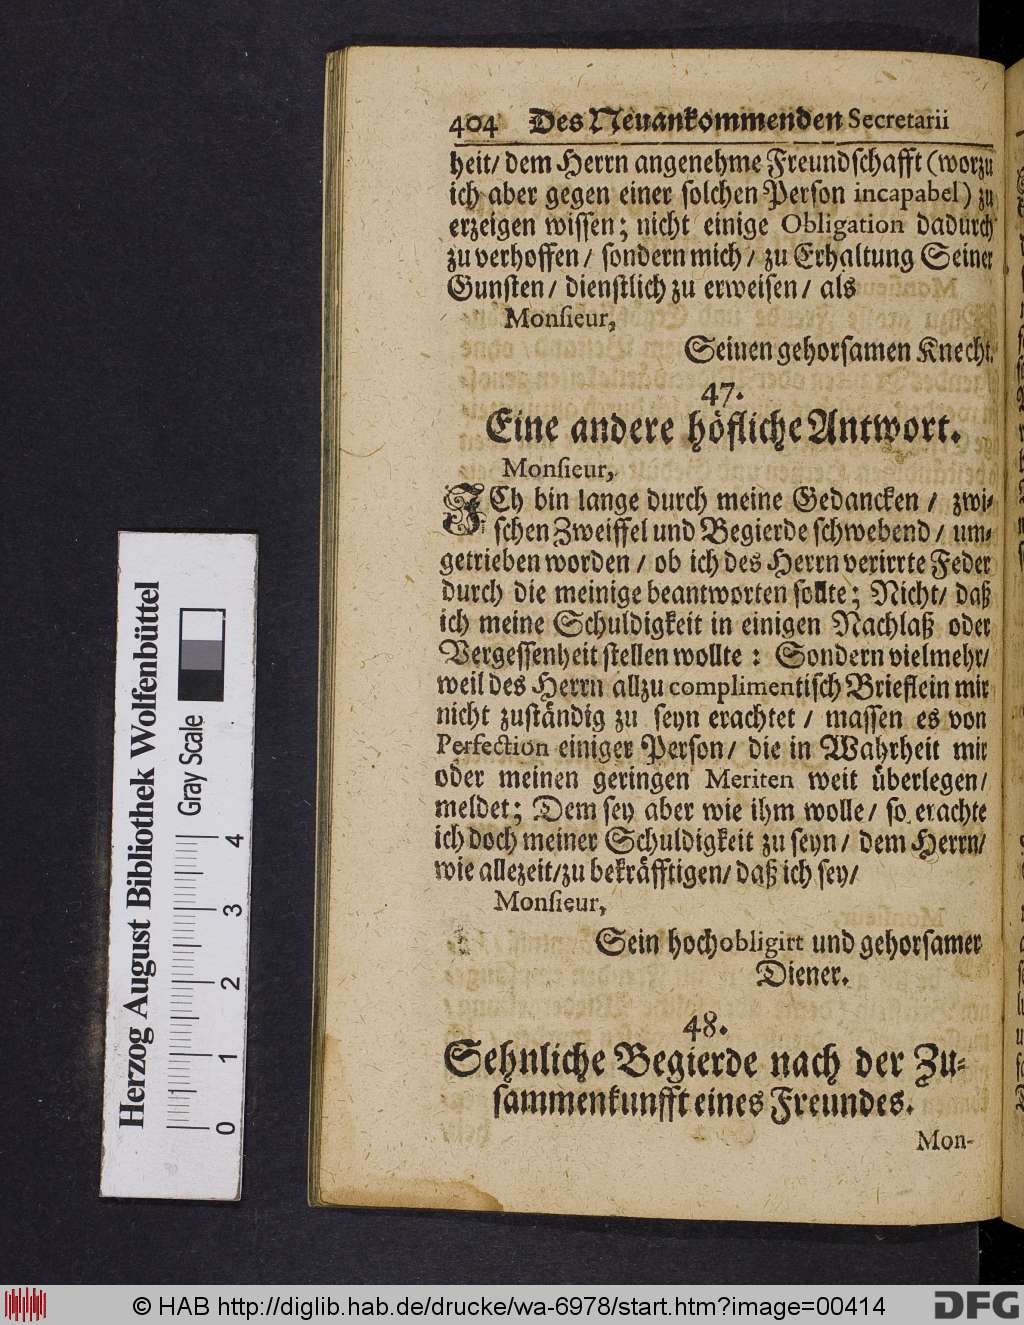 404 Des Neuankommenden Secretarii
heit/ dem Herrn angenehme Freundschafft (worzu
ich aber gegen einer solchen Person incapabel) zu
erzeigen wissen; nicht einige Obligation dadurch
zu verhoffen/ sondern mich/ zu Erhaltung Seiner
Gunsten/ dienstlich zu erweisen/ als
Monsieur,
Seinen gehorsamen Knecht.
47.
Eine andere höfliche Antwort.
Monsieur,
ICh bin lange durch meine Gedancken/ zwi-
schen Zweiffel und Begierde schwebend/ um-
getrieben worden/ ob ich des Herrn verirrte Feder
durch die meinige beantworten sollte; Nicht/ daß
ich meine Schuldigkeit in einigen Nachlaß oder
Vergessenheit stellen wollte: Sondern vielmehr/
weil des Herrn allzu complimentisch Brieflein mir
nicht zuständig zu seyn erachtet/ massen es von
Perfection einiger Person/ die in Wahrheit mir
oder meinen geringen Meriten weit überlegen/
meldet; Dem sey aber wie ihm wolle/ so erachte
ich doch meiner Schuldigkeit zu seyn/ dem Herrn/
wie allezeit/zu bekräfftigen/ daß ich sey/
Monsieur,
Sein hochobligirt und gehorsamer
Diener.
48.
Sehnliche Begierde nach der Zu-
sammenkunfft eines Freundes.
Mon-
Herzog August Bibliothek Wolfenbüttel
Gray Scale
0 1 2 3 4
© HAB http://diglib.hab.de/drucke/wa-6978/start.htm?image=00414
DFG